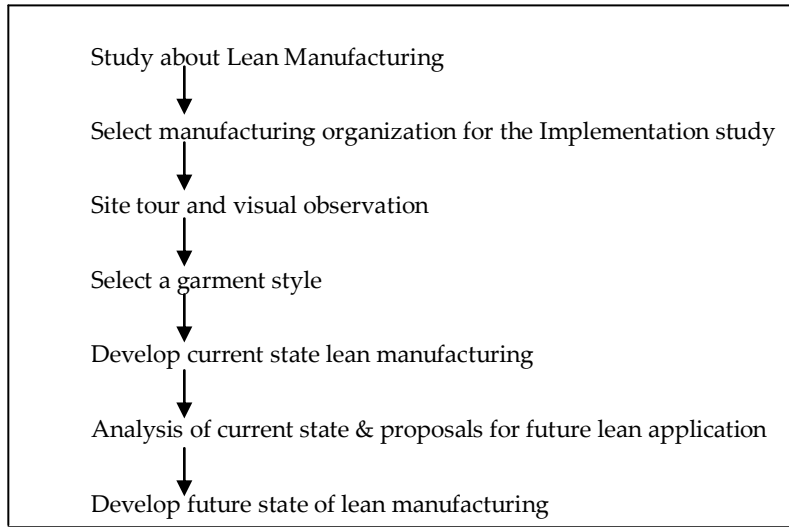 Study about Lean Manufacturing
Select manufacturing organization for the Implementation study
Site tour and visual observation
Select a garment style
Develop current state lean manufacturing
Analysis of current state & proposals for future lean application
Develop future state of lean manufacturing